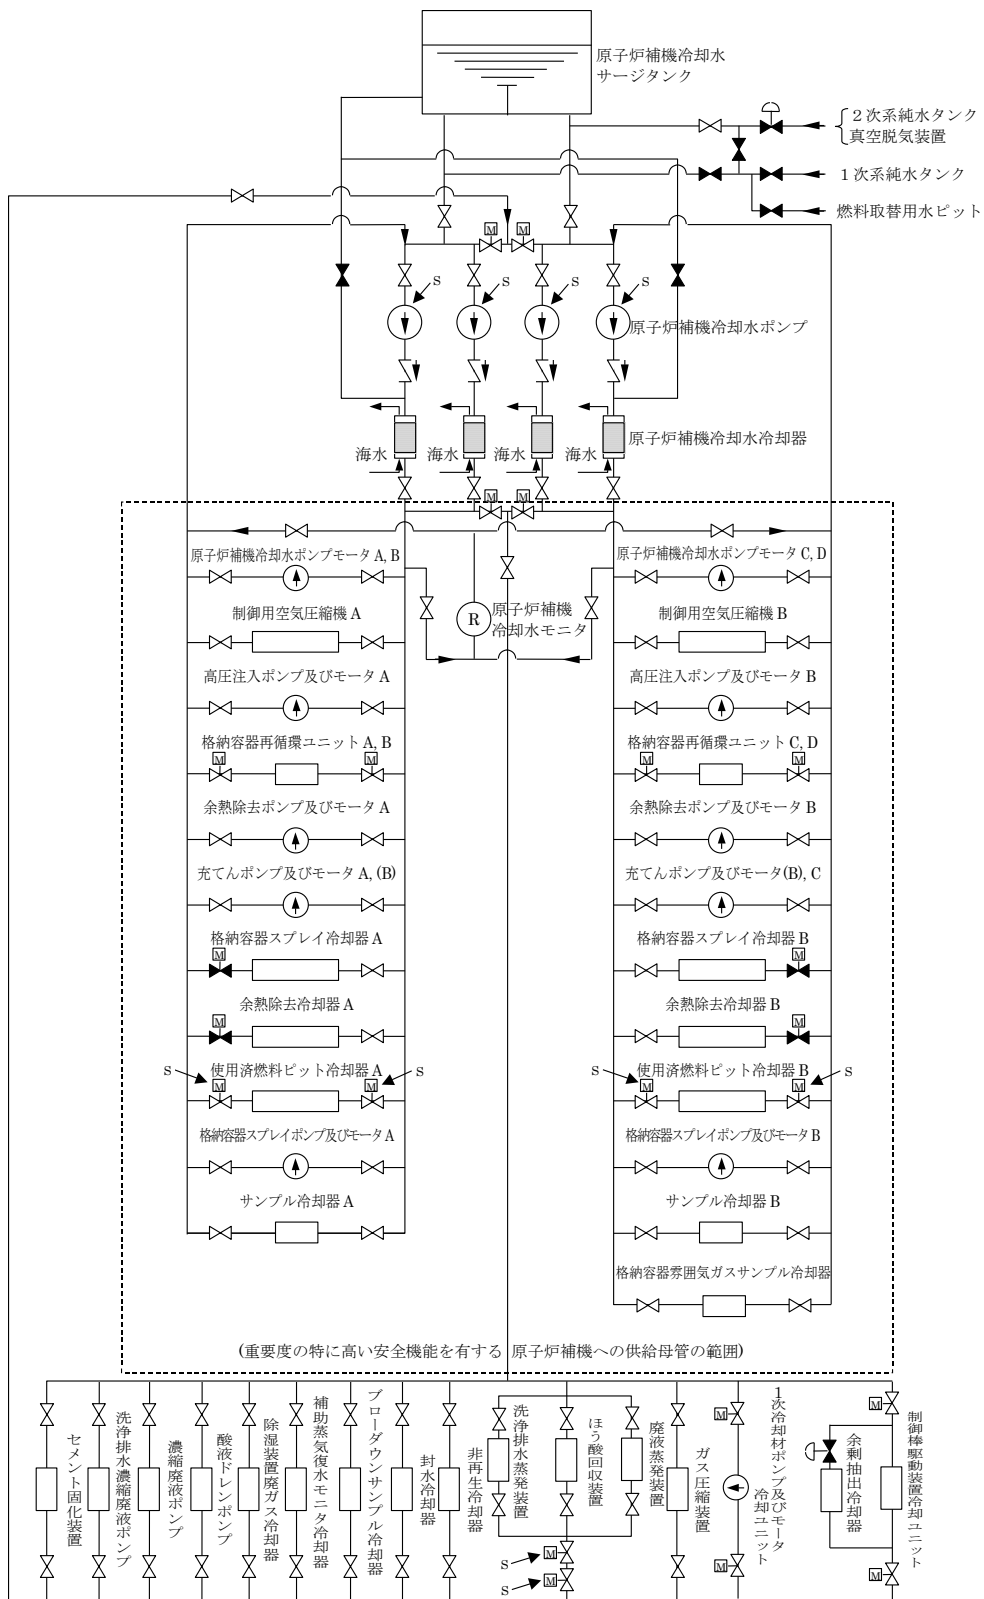 原子炉補機冷却水
サージタンク
２次系純水タンク
真空脱気装置
１次系純水タンク
燃料取替用水ピット
M
M
s
s
s
s
原子炉補機冷却水ポンプ
原子炉補機冷却水冷却器
海水
海水
海水
海水
M
M
原子炉補機冷却水ポンプモータ A, B
原子炉補機冷却水ポンプモータ C, D
制御用空気圧縮機 A
R
原子炉補機
冷却水モニタ
制御用空気圧縮機 B
高圧注入ポンプ及びモータ A
高圧注入ポンプ及びモータ B
格納容器再循環ユニット A, B
M
M
格納容器再循環ユニット C, D
M
M
余熱除去ポンプ及びモータ A
余熱除去ポンプ及びモータ B
充てんポンプ及びモータ A, (B)
充てんポンプ及びモータ(B), C
格納容器スプレイ冷却器 A
M
格納容器スプレイ冷却器 B
M
余熱除去冷却器 A
M
余熱除去冷却器 B
M
s
使用済燃料ピット冷却器 A
s
M
M
s
使用済燃料ピット冷却器 B
s
M
M
格納容器スプレイポンプ及びモータ A
格納容器スプレイポンプ及びモータ B
サンプル冷却器 A
サンプル冷却器 B
格納容器雰囲気ガスサンプル冷却器
(重要度の特に高い安全機能を有する 原子炉補機への供給母管の範囲)
セメント固化装置
洗浄排水濃縮廃液ポンプ
濃縮廃液ポンプ
酸液ドレンポンプ
除湿装置廃ガス冷却器
補助蒸気復水モニタ冷却器
ブローダウンサンプル冷却器
封水冷却器
非再生冷却器
洗浄排水蒸発装置
ほう酸回収装置
廃液蒸発装置
ガス圧縮装置
１次冷却材ポンプ及びモータ
冷却ユニット
余剰抽出冷却器
制御棒駆動装置冷却ユニット
M
M
M
M
s
M
s
M